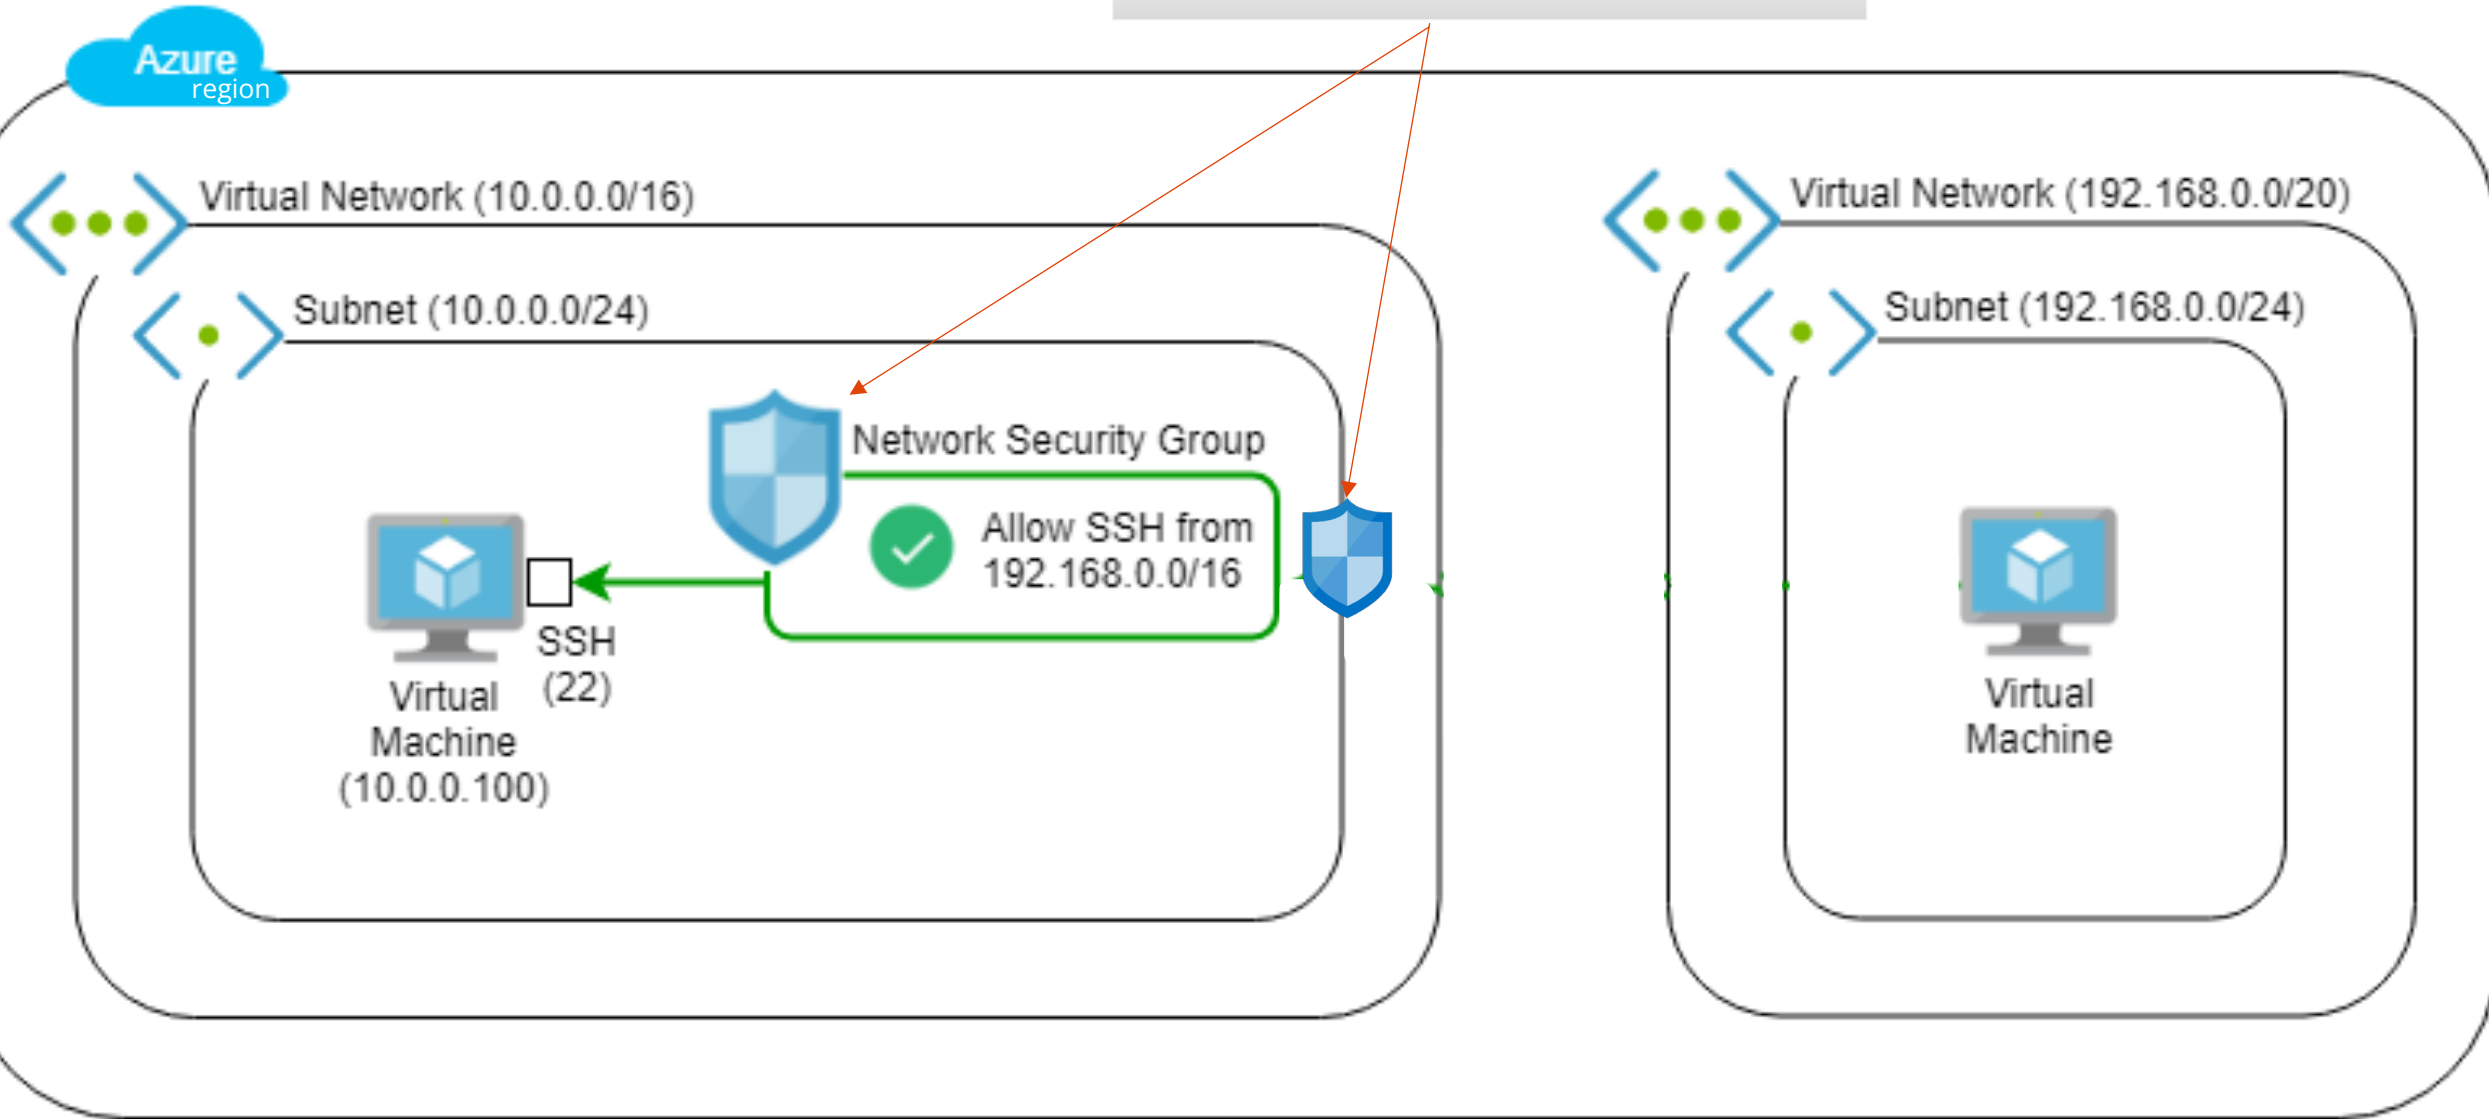 Azure
region
Virtual Network (10.0.0.0/16)
Subnet (10.0.0.0/24)
Network Security Group
Allow SSH from
192.168.0.0/16
SSH
(22)
Virtual
Machine
(10.0.0.100)
Virtual Network (192.168.0.0/20)
Subnet (192.168.0.0/24)
Virtual
Machine